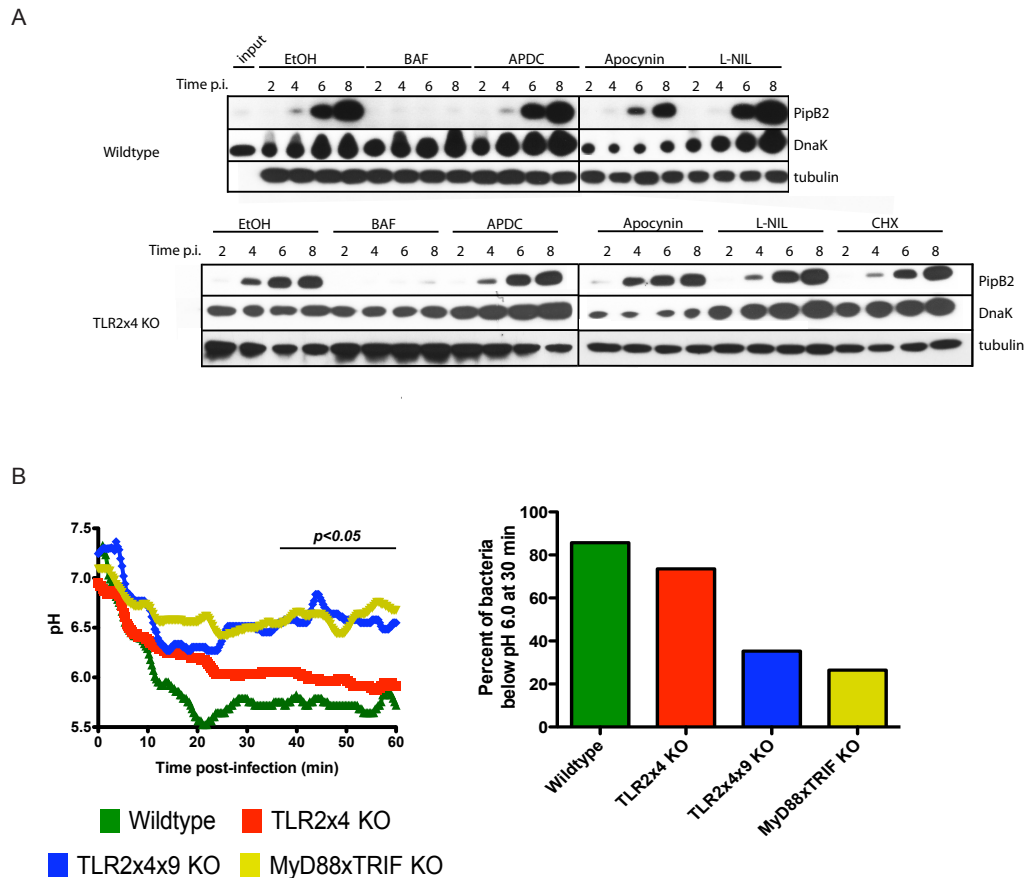 A
input EtOH BAF APDC Apocynin L-NIL
Time p.i. 2 4 6 8 2 4 6 8 2 4 6 8 2 4 6 8 2 4 6 8
PipB2
Wildtype DnaK
tubulin
EtOH BAF APDC Apocynin L-NIL CHX
Time p.i. 2 4 6 8 2 4 6 8 2 4 6 8 2 4 6 8 2 4 6 8 2 4 6 8
PipB2
TLR2x4 KO DnaK
tubulin
B
7.5
7.0
6.5
6.0
5.5
pH
p<0.05
0 10 20 30 40 50 60
Time post-infection (min)
Wildtype TLR2x4 KO
TLR2x4x9 KO MyD88xTRIF KO
Percent of bacteria
below pH 6.0 at 30 min
100
80
60
40
20
0
Wildtype
TLR2x4 KO
TLR2x4x9 KO
MyD88xTRIF KO